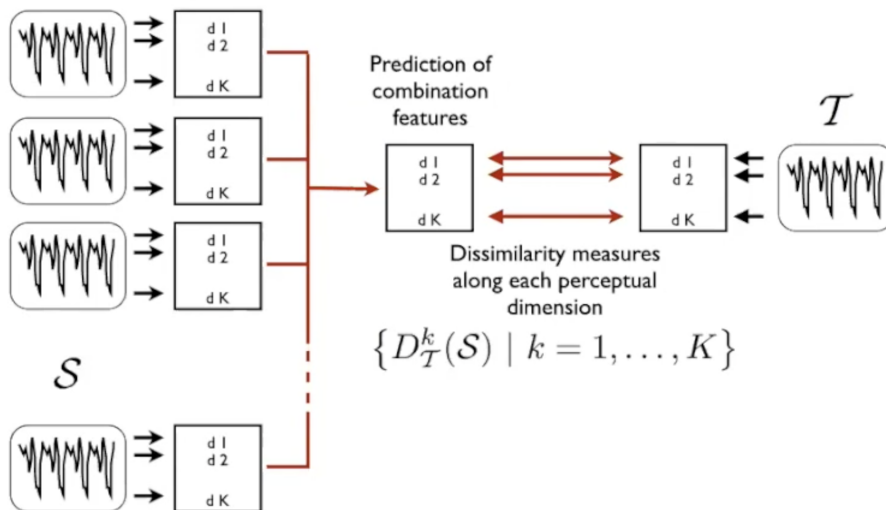 d 1
d 2
d K
d 1
d 2
d K
d 1
d 2
d K
S
d 1
d 2
d K
Prediction of
combination
features
d 1
d 2
d K
Dissimilarity measures
along each perceptual
dimension
{D^k_T(S) | k = 1, . . . , K}
d 1
d 2
d K
T